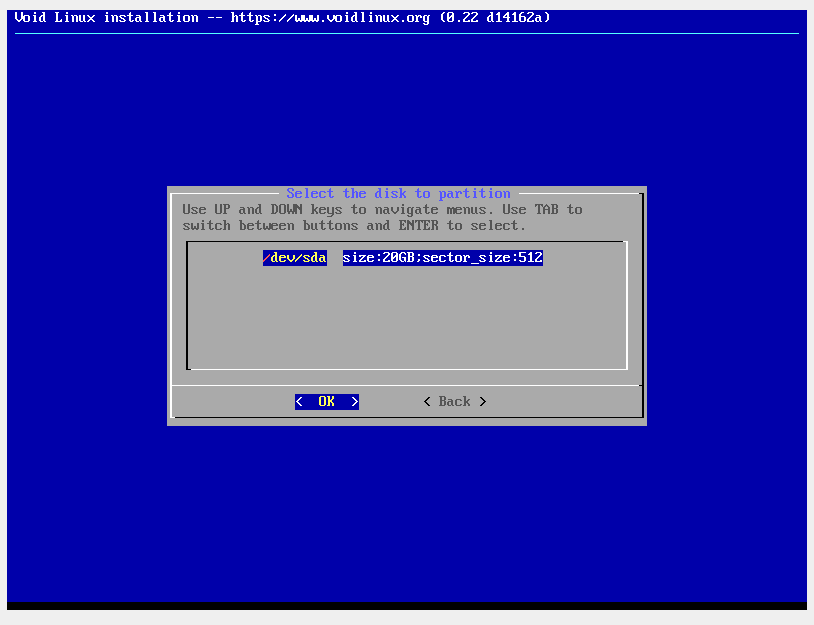 Void Linux installation -- https://www.voidlinux.org (0.22 d14162a)
Select the disk to partition
Use UP and DOWN keys to navigate menus. Use TAB to
switch between buttons and ENTER to select.
/dev/sda  size:20GB;sector_size:512
<  OK  >  < Back >